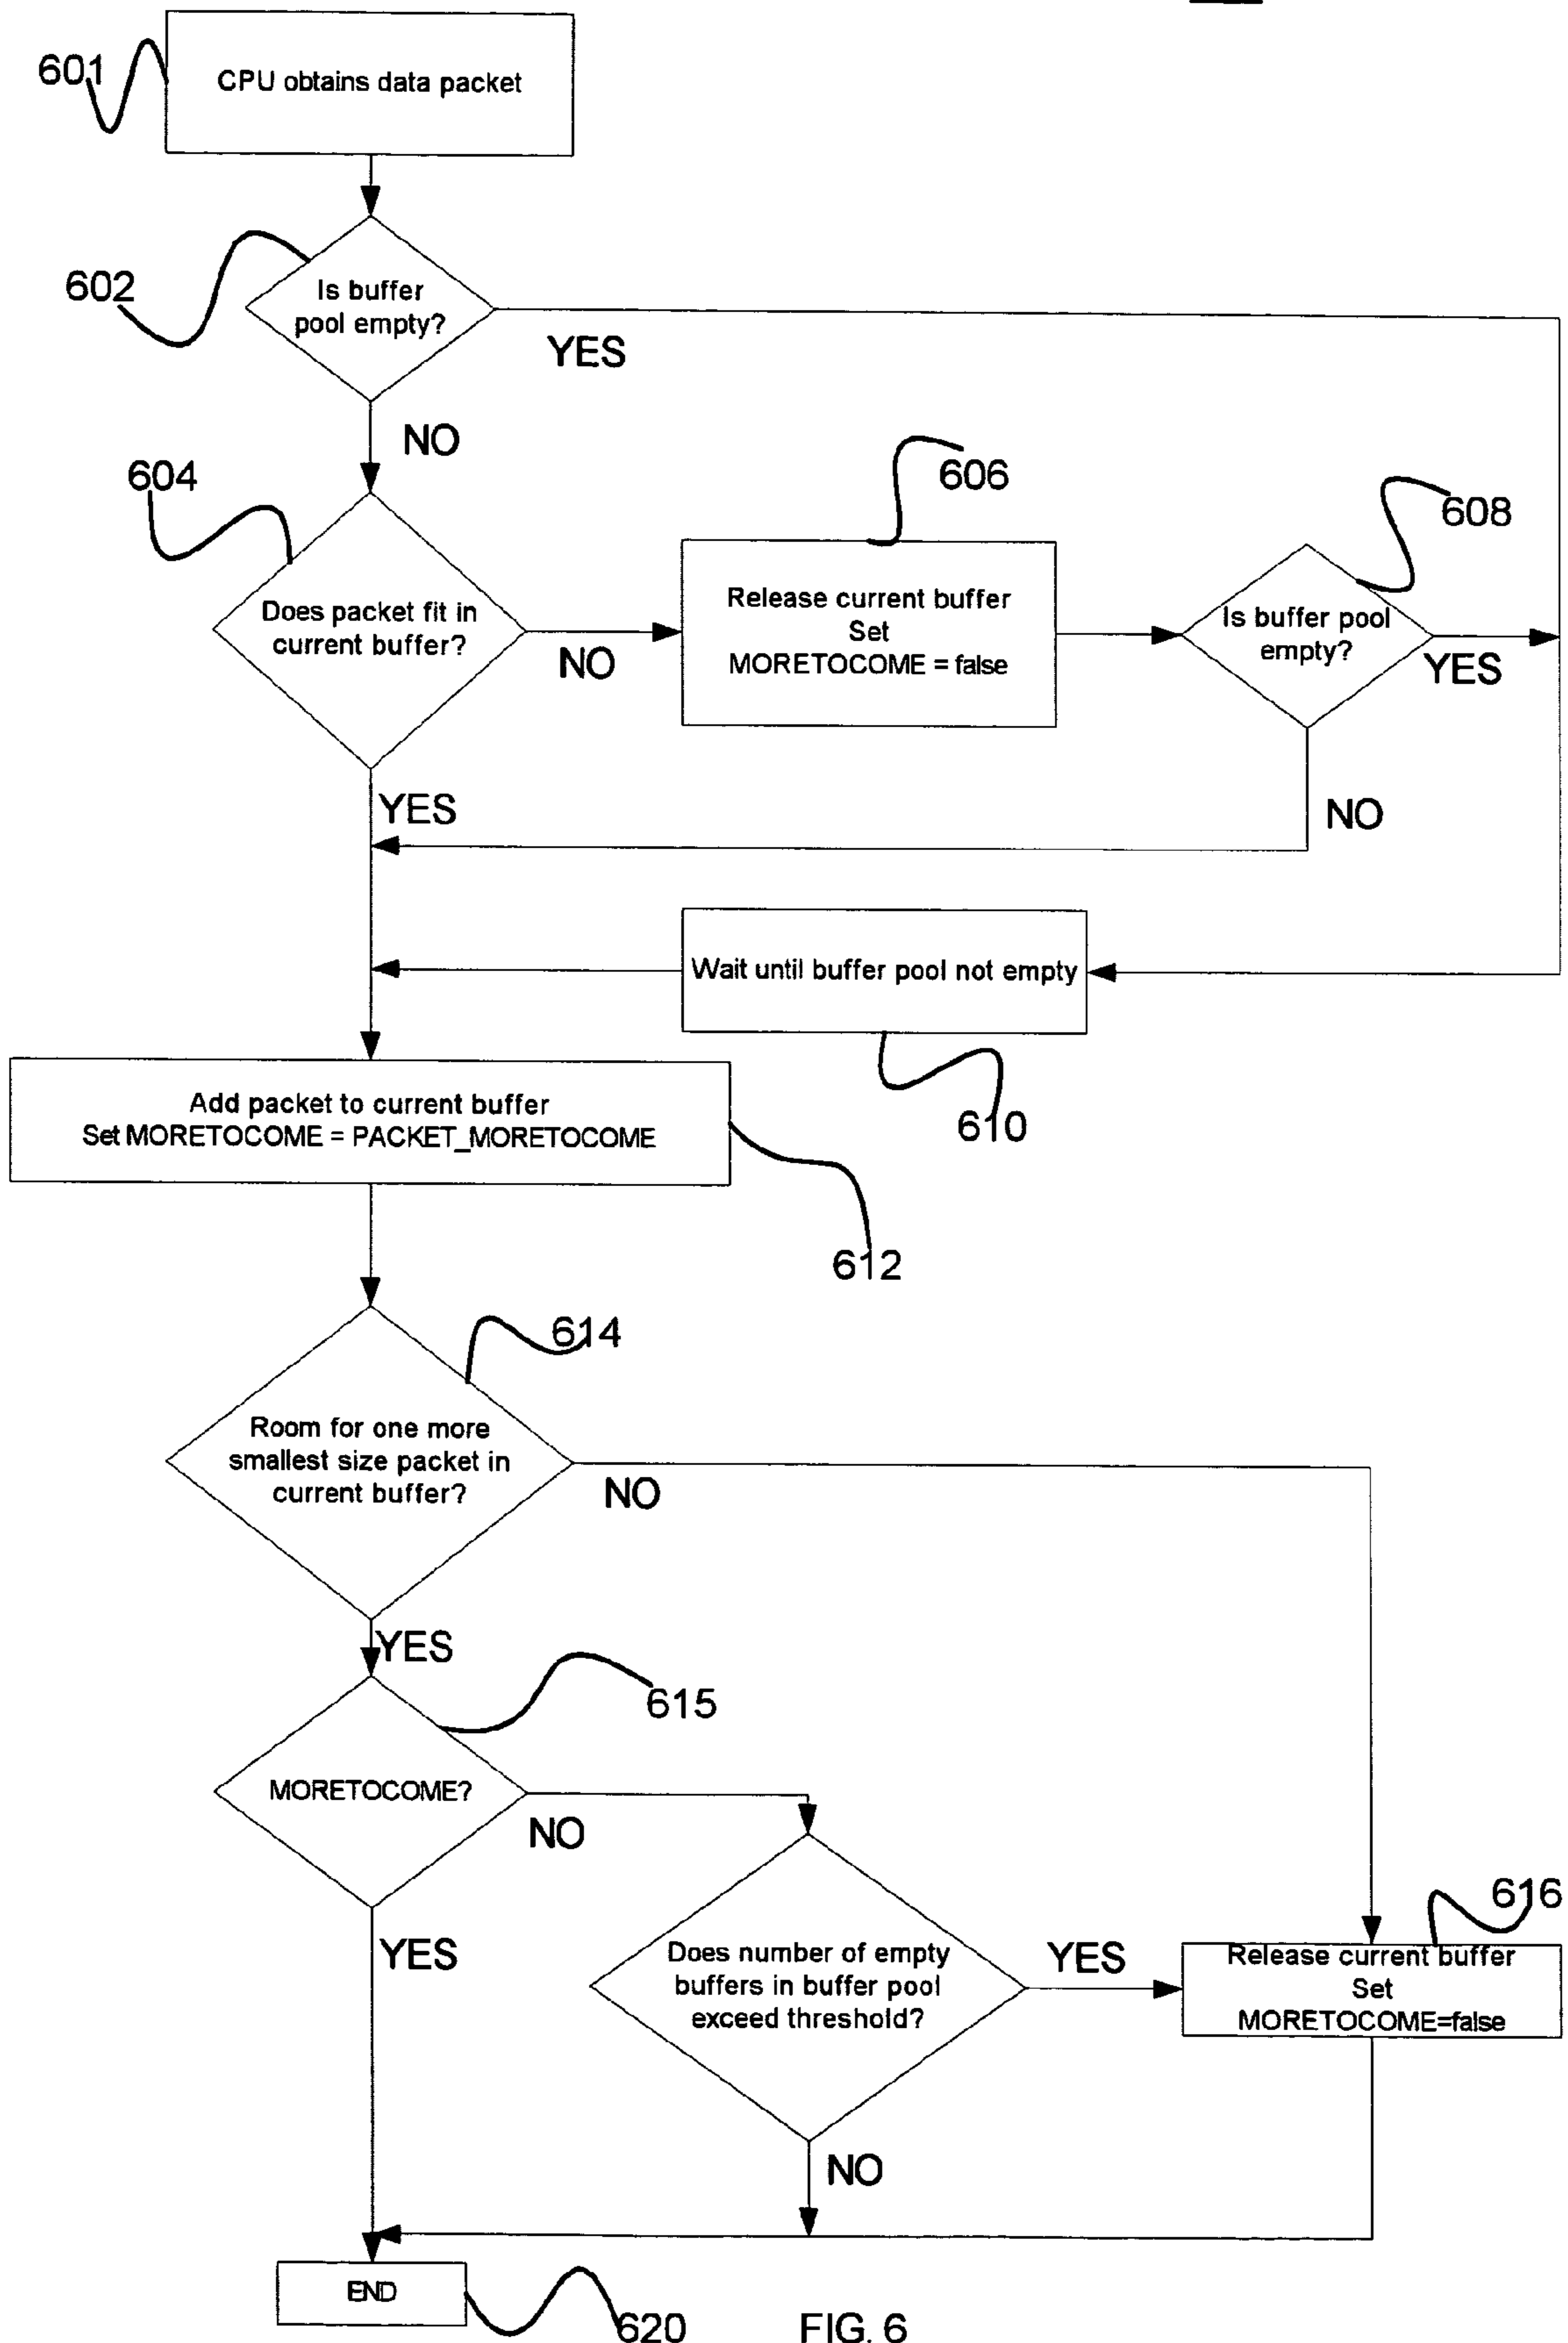 601
CPU obtains data packet
602
Is buffer
pool empty?
YES
NO
604
606
608
Does packet fit in
current buffer?
NO
Release current buffer
Set
MORETOCOME = false
Is buffer pool
empty?
YES
YES
NO
Wait until buffer pool not empty
610
Add packet to current buffer
Set MORETOCOME = PACKET_MORETOCOME
612
614
Room for one more
smallest size packet in
current buffer?
NO
YES
615
MORETOCOME?
NO
616
YES
Does number of empty
buffers in buffer pool
exceed threshold?
YES
Release current buffer
Set
MORETOCOME=false
NO
END
620
FIG. 6